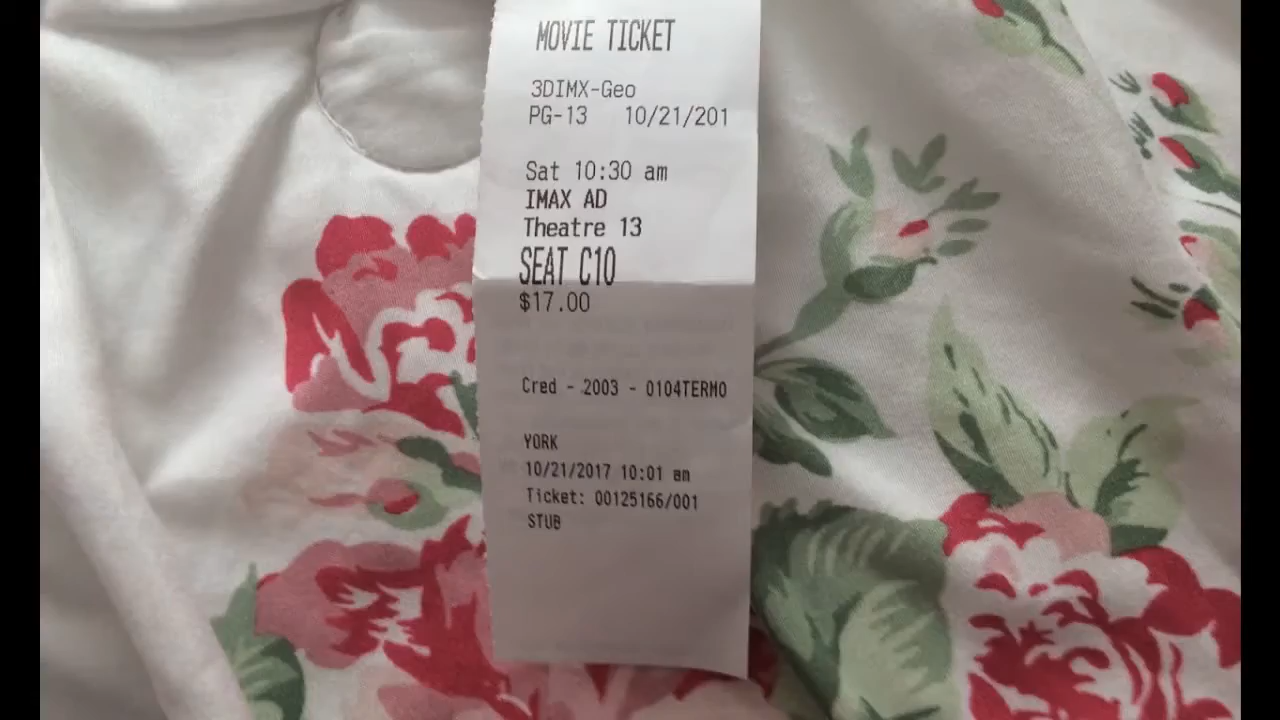 MOVIE TICKET
3DIMX-Geo
PG-13 10/21/201
Sat 10:30 am
IMAX AD
Theatre 13
SEAT C10
$17.00
Cred - 2003 - 0104TERMO
YORK
10/21/2017 10:01 am
Ticket: 00125166/001
STUB